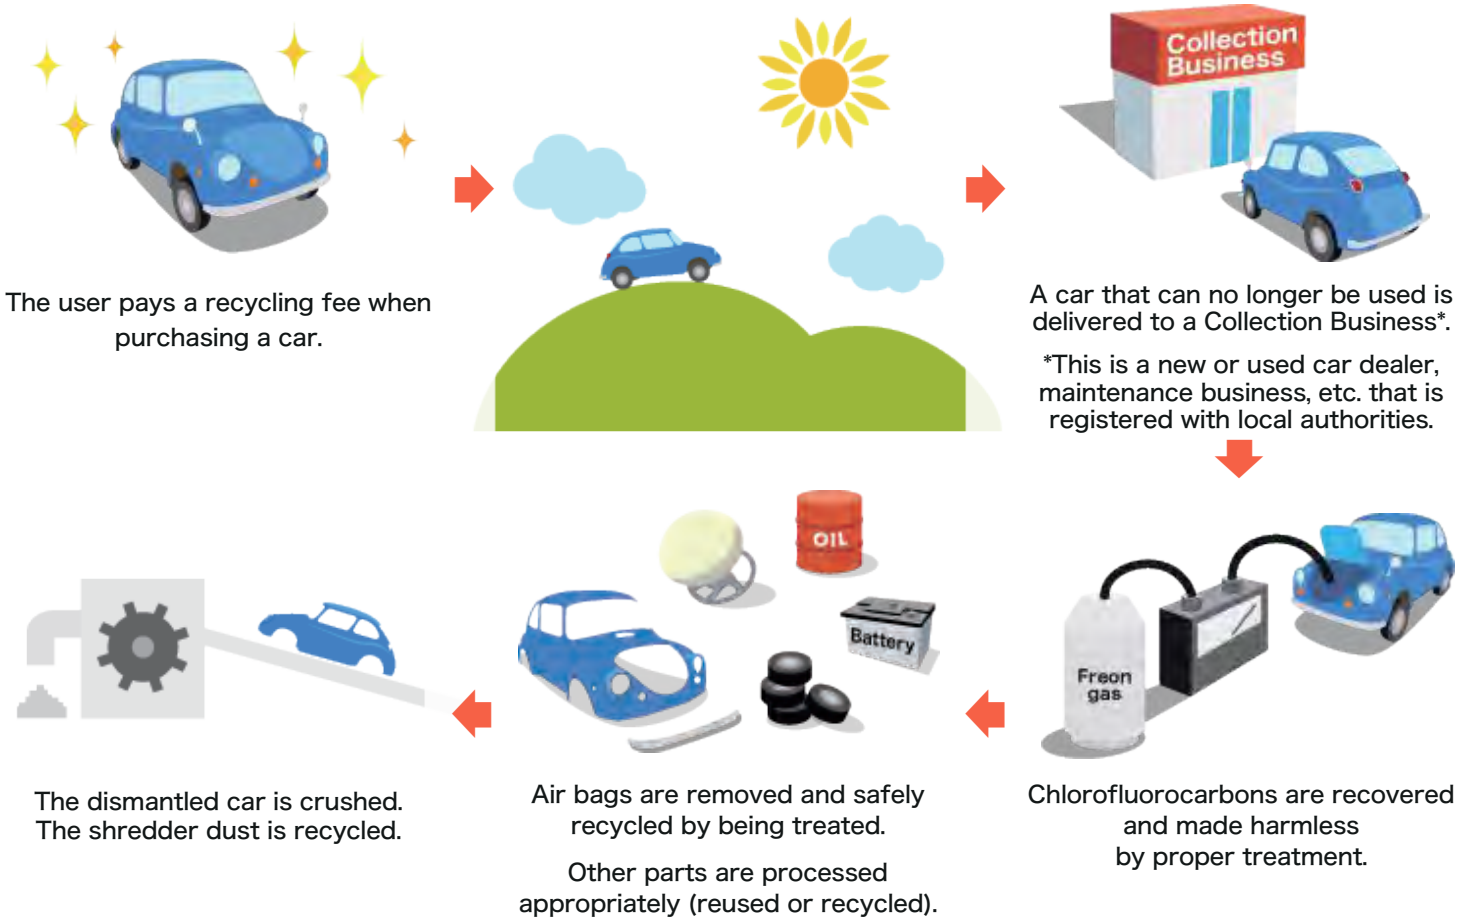 The user pays a recycling fee when
purchasing a car.
Collection
Business
A car that can no longer be used is
delivered to a Collection Business*.
*This is a new or used car dealer,
maintenance business, etc. that is
registered with local authorities.
Freon
gas
Chlorofluorocarbons are recovered
and made harmless
by proper treatment.
OIL
Battery
Air bags are removed and safely
recycled by being treated.
Other parts are processed
appropriately (reused or recycled).
The dismantled car is crushed.
The shredder dust is recycled.